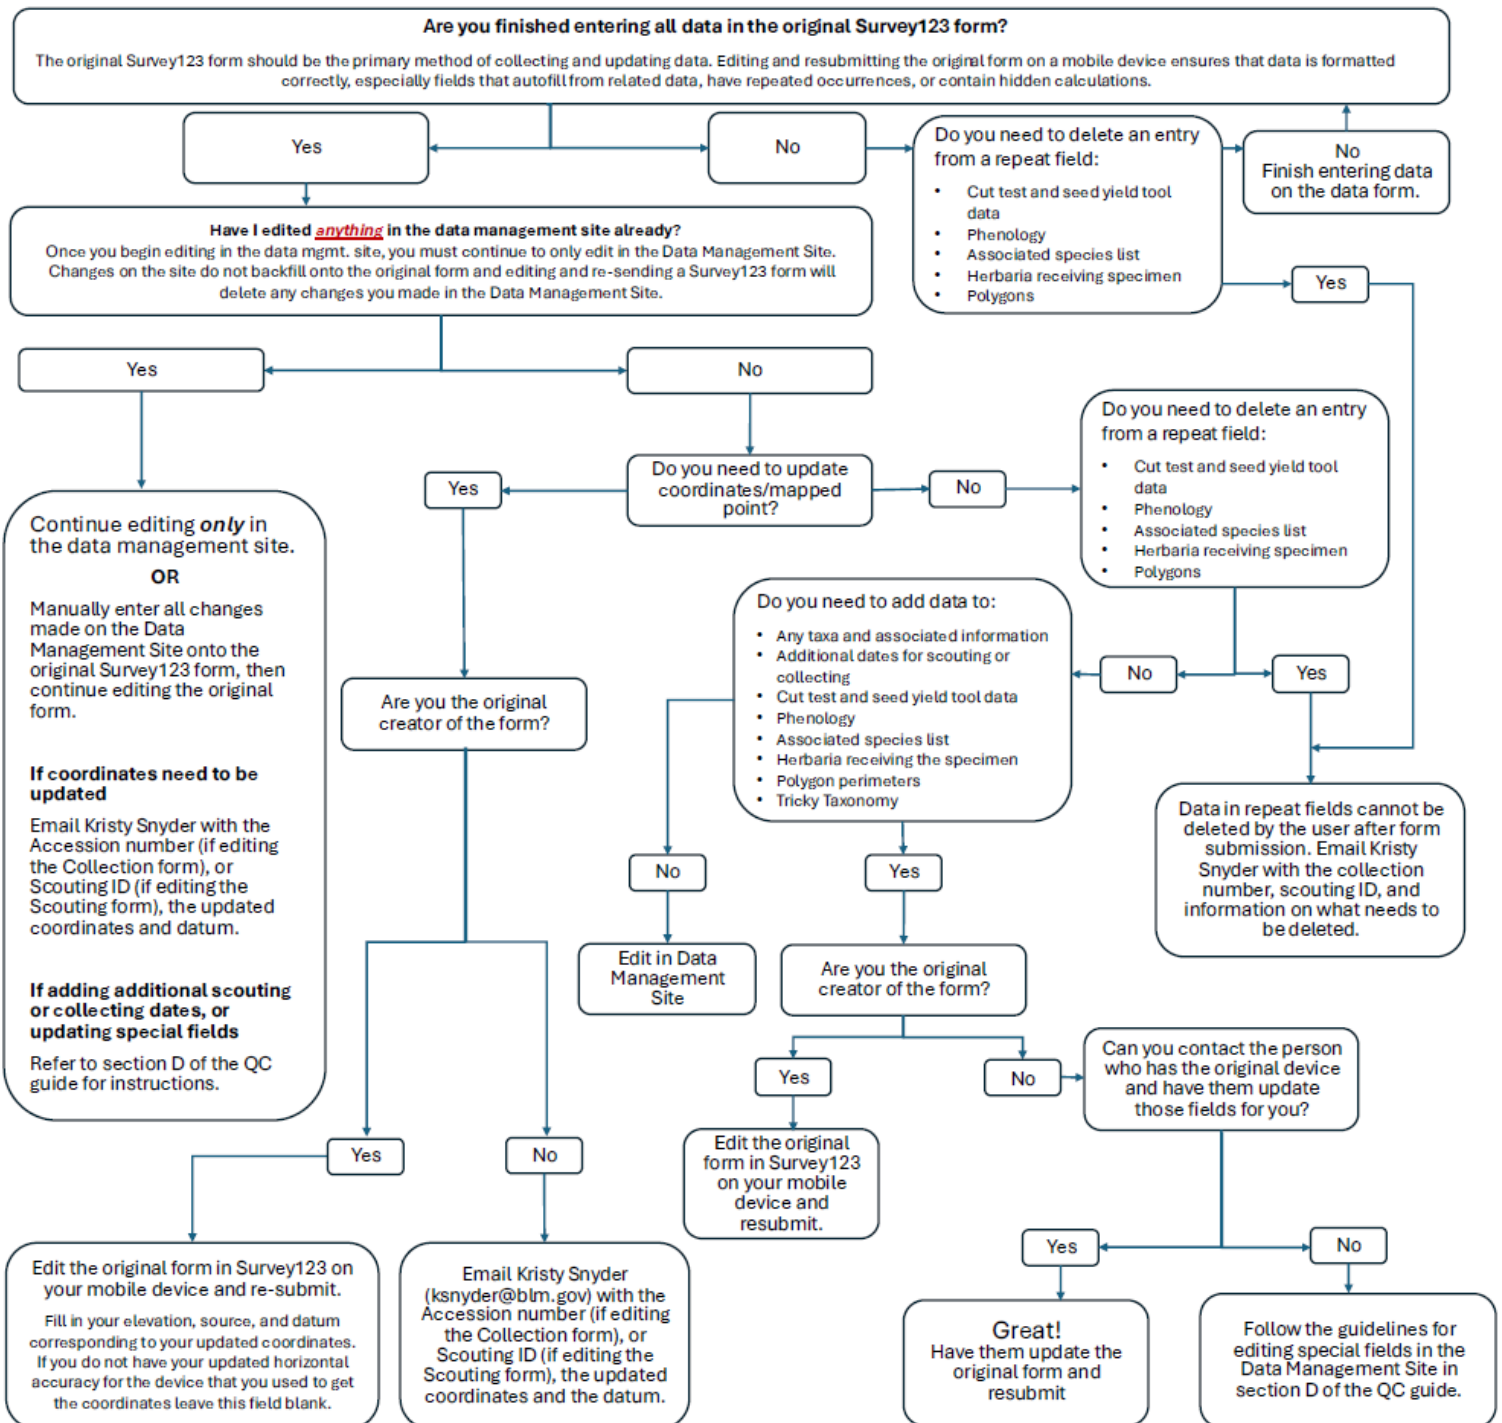 Are you finished entering all data in the original Survey123 form?
The original Survey123 form should be the primary method of collecting and updating data. Editing and resubmitting the original form on a mobile device ensures that data is formatted
correctly, especially fields that autofill from related data, have repeated occurrences, or contain hidden calculations.
Yes
No
Do you need to delete an entry
from a repeat field:
• Cut test and seed yield tool
data
• Phenology
• Associated species list
• Herbaria receiving specimen
• Polygons
No
Finish entering data
on the data form.
Yes
Have I edited anything in the data management site already?
Once you begin editing in the data mgmt. site, you must continue to only edit in the Data Management Site.
Changes on the site do not backfill onto the original form and editing and re-sending a Survey123 form will
delete any changes you made in the Data Management Site.
Yes
No
Continue editing only in
the data management site.
OR
Manually enter all changes
made on the Data
Management Site onto the
original Survey123 form, then
continue editing the original
form.
If coordinates need to be
updated
Email Kristy Snyder with the
Accession number (if editing
the Collection form), or
Scouting ID (if editing the
Scouting form), the updated
coordinates and datum.
If adding additional scouting
or collecting dates, or
updating special fields
Refer to section D of the QC
guide for instructions.
Do you need to update
coordinates/mapped
point?
Yes
No
Do you need to delete an entry
from a repeat field:
• Cut test and seed yield tool
data
• Phenology
• Associated species list
• Herbaria receiving specimen
• Polygons
No
Yes
Data in repeat fields cannot be
deleted by the user after form
submission. Email Kristy
Snyder with the collection
number, scouting ID, and
information on what needs to
be deleted.
Do you need to add data to:
• Any taxa and associated information
• Additional dates for scouting or
collecting
• Cut test and seed yield tool data
• Phenology
• Associated species list
• Herbaria receiving the specimen
• Polygon perimeters
• Tricky Taxonomy
No
Yes
Edit in Data
Management
Site
Are you the original
creator of the form?
Yes
No
Edit the original
form in Survey123
on your mobile
device and
resubmit.
Can you contact the person
who has the original device
and have them update
those fields for you?
Yes
No
Great!
Have them update the
original form and
resubmit
Follow the guidelines for
editing special fields in the
Data Management Site in
section D of the QC guide.
Are you the original
creator of the form?
Yes
No
Edit the original form in Survey123 on
your mobile device and re-submit.
Fill in your elevation, source, and datum
corresponding to your updated coordinates.
If you do not have your updated horizontal
accuracy for the device that you used to get
the coordinates leave this field blank.
Email Kristy Snyder
(ksnyder@blm.gov) with the
Accession number (if editing
the Collection form), or
Scouting ID (if editing the
Scouting form), the updated
coordinates and the datum.